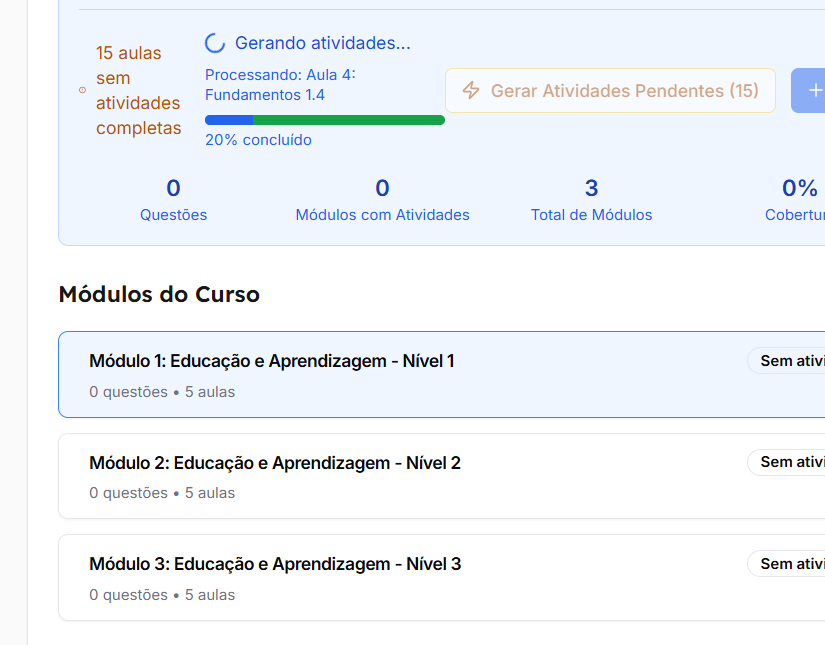 15 aulas
sem
atividades
completas
Gerando atividades...
Processando: Aula 4:
Fundamentos 1.4
20% concluído
Gerar Atividades Pendentes (15)
+
0
Questões
0
Módulos com Atividades
3
Total de Módulos
0%
Cobertur
Módulos do Curso
Módulo 1: Educação e Aprendizagem - Nível 1
0 questões • 5 aulas
Sem ativi
Módulo 2: Educação e Aprendizagem - Nível 2
0 questões • 5 aulas
Sem ativi
Módulo 3: Educação e Aprendizagem - Nível 3
0 questões • 5 aulas
Sem ativi